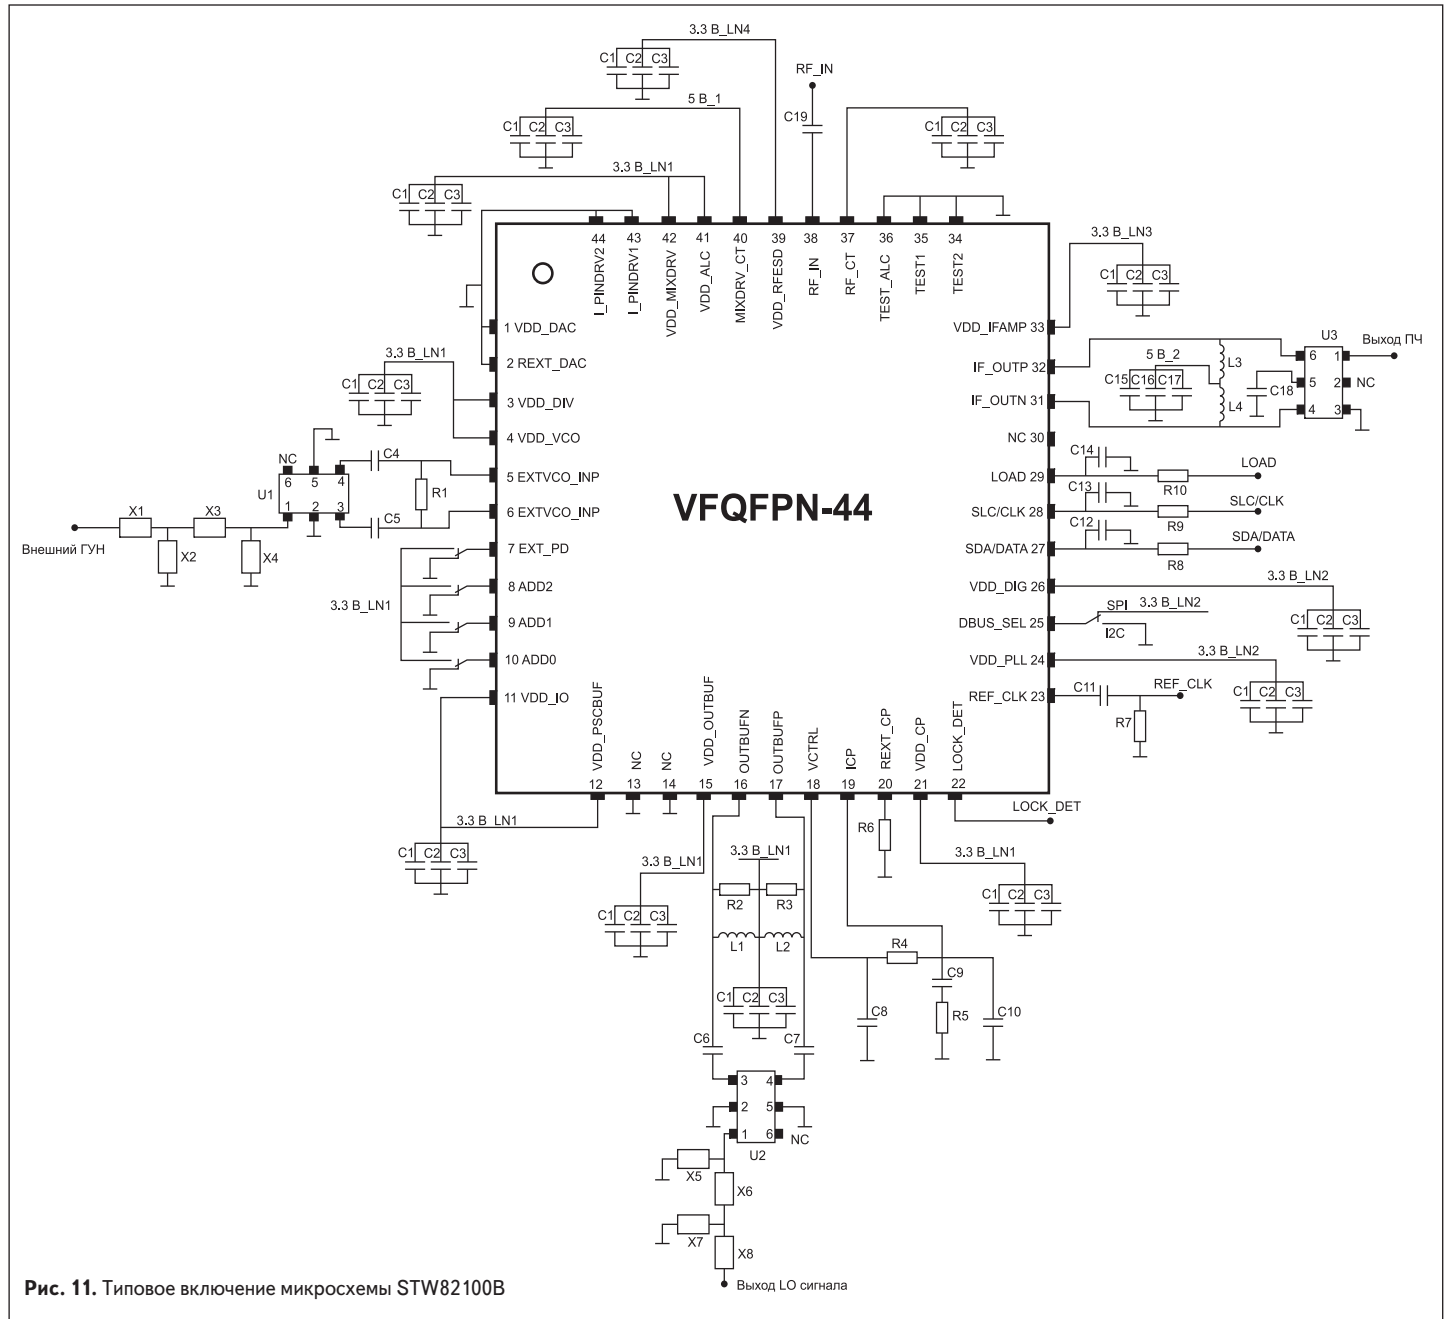 3.3 В_LN4
C1 C2 C3
RF_IN
5 В_1
C19
C1 C2 C3
C1 C2 C3
3.3 В_LN1
C1 C2 C3
44 43 42 41 40 39 38 37 36 35 34
I_PINDRV2
I_PINDRV1
VDD_MIXDRV
VDD_ALC
MIXDRV_CT
VDD_RFESD
RF_IN
RF_CT
TEST_ALC
TEST1
TEST2
3.3 В_LN3
C1 C2 C3
1 VDD_DAC
VDD_IFAMP 33
U3
Выход ПЧ
3.3 В_LN1
2 REXT_DAC
IF_OUTP 32
5 В_2
L3
6 1
C1 C2 C3
C15 C16 C17
C18
5 2
NC
3 VDD_DIV
IF_OUTN 31
L4
4 3
4 VDD_VCO
NC 30
NC
C4
C14
LOAD
6 5 4
5 EXTVCO_INP
LOAD 29
R10
U1
R1
C13
SLC/CLK
1 2 3
VFQFPN-44
X1
X3
C5
6 EXTVCO_INP
SLC/CLK 28
R9
C12
SDA/DATA
Внешний ГУН
X2
X4
7 EXT_PD
SDA/DATA 27
R8
8 ADD2
VDD_DIG 26
3.3 В_LN2
3.3 В_LN1
SPI
3.3 В_LN2
C1 C2 C3
9 ADD1
DBUS_SEL 25
I2C
10 ADD0
VDD_PLL 24
3.3 В_LN2
11 VDD_IO
REF_CLK 23
C11
REF_CLK
C1 C2 C3
R7
VDD_PSCBUF
NC
NC
VDD_OUTBUF
OUTBUFN
OUTBUFP
VCTRL
ICP
REXT_CP
VDD_CP
LOCK_DET
12 13 14 15 16 17 18 19 20 21 22
LOCK_DET
3.3 В_LN1
R6
C1 C2 C3
3.3 В_LN1
3.3 В_LN1
3.3 В_LN1
R2 R3
C1 C2 C3
C1 C2 C3
L1 L2
R4
C9
C1 C2 C3
C8
R5
C10
C6
C7
3 4
2 5
1 6
NC
U2
X5
X6
X7
X8
Выход LO сигнала
Рис. 11. Типовое включение микросхемы STW82100B